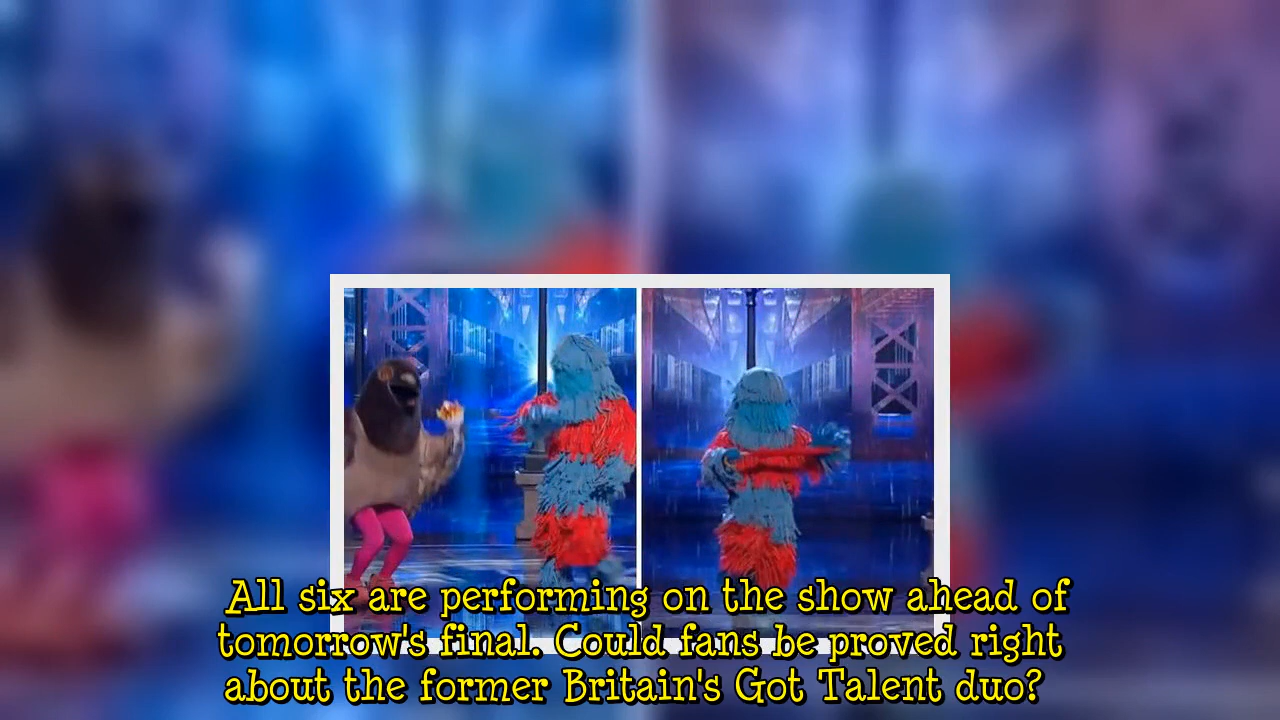 All six are performing on the show ahead of
tomorrow's final. Could fans be proved right
about the former Britain's Got Talent duo?